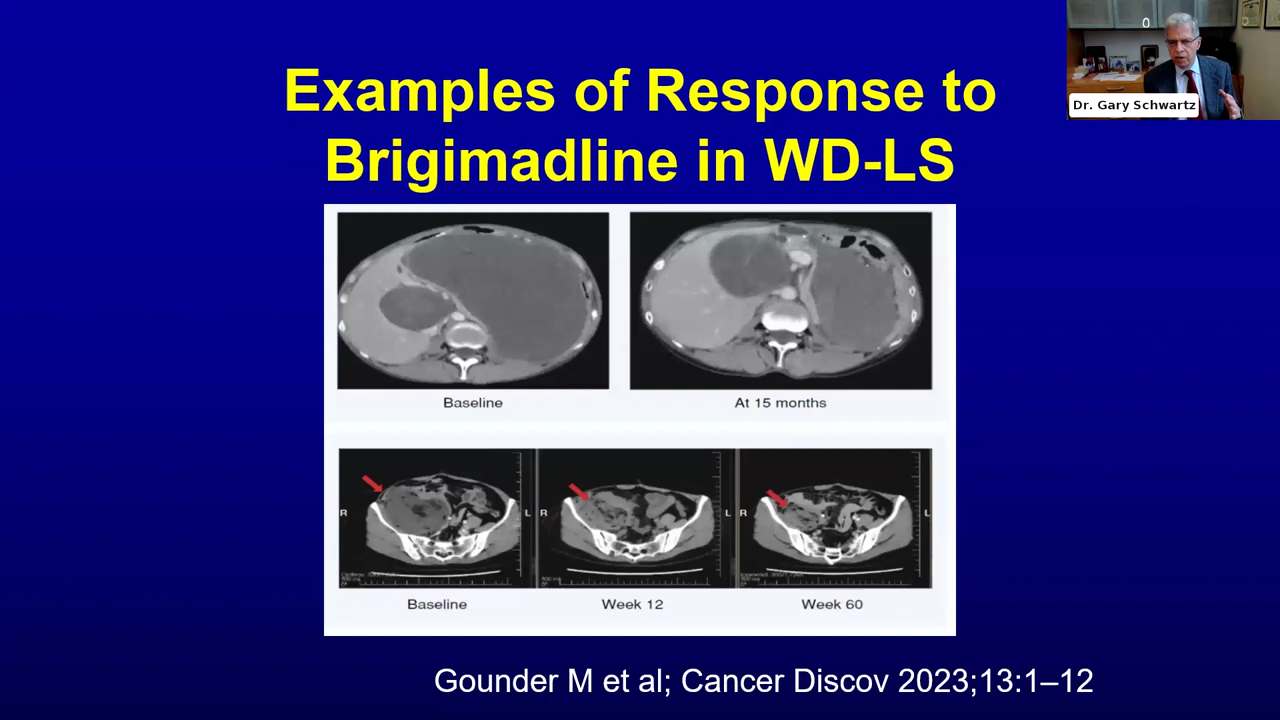 Examples of Response to
Brigimadline in WD-LS
0
Dr. Gary Schwartz
Baseline
At 15 months
R
L
R
L
R
L
Baseline
Week 12
Week 60
Gounder M et al; Cancer Discov 2023;13:1–12